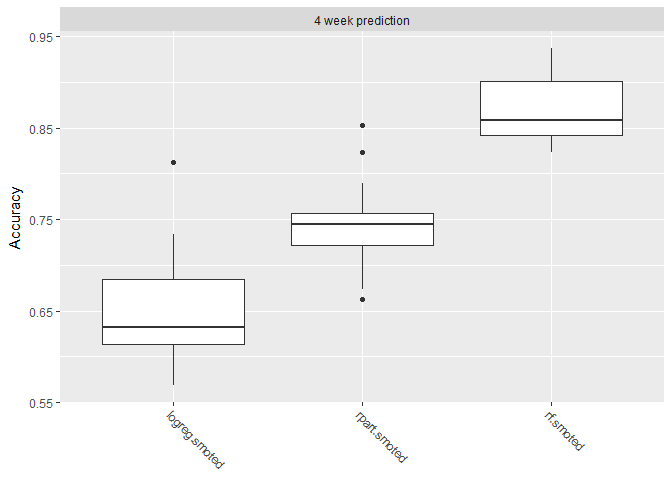 4 week prediction
0.95
0.85
0.75
0.65
0.55
Accuracy
logreg.smoted
rpart.smoted
rf.smoted